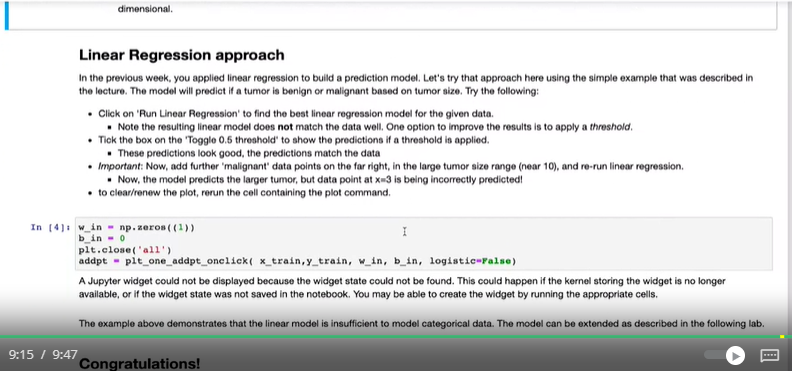 dimensional.
Linear Regression approach
In the previous week, you applied linear regression to build a prediction model. Let's try that approach here using the simple example that was described in
the lecture. The model will predict if a tumor is benign or malignant based on tumor size. Try the following:
• Click on 'Run Linear Regression' to find the best linear regression model for the given data.
▪ Note the resulting linear model does not match the data well. One option to improve the results is to apply a threshold.
• Tick the box on the 'Toggle 0.5 threshold' to show the predictions if a threshold is applied.
▪ These predictions look good, the predictions match the data
• Important: Now, add further 'malignant' data points on the far right, in the large tumor size range (near 10), and re-run linear regression.
▪ Now, the model predicts the larger tumor, but data point at x=3 is being incorrectly predicted!
• to clear/renew the plot, rerun the cell containing the plot command.
In [4]: w_in = np.zeros((1))
b_in = 0
plt.close('all')
addpt = plt_one_addpt_onclick( x_train,y_train, w_in, b_in, logistic=False)
A Jupyter widget could not be displayed because the widget state could not be found. This could happen if the kernel storing the widget is no longer
available, or if the widget state was not saved in the notebook. You may be able to create the widget by running the appropriate cells.
The example above demonstrates that the linear model is insufficient to model categorical data. The model can be extended as described in the following lab.
9:15 / 9:47
Congratulations!